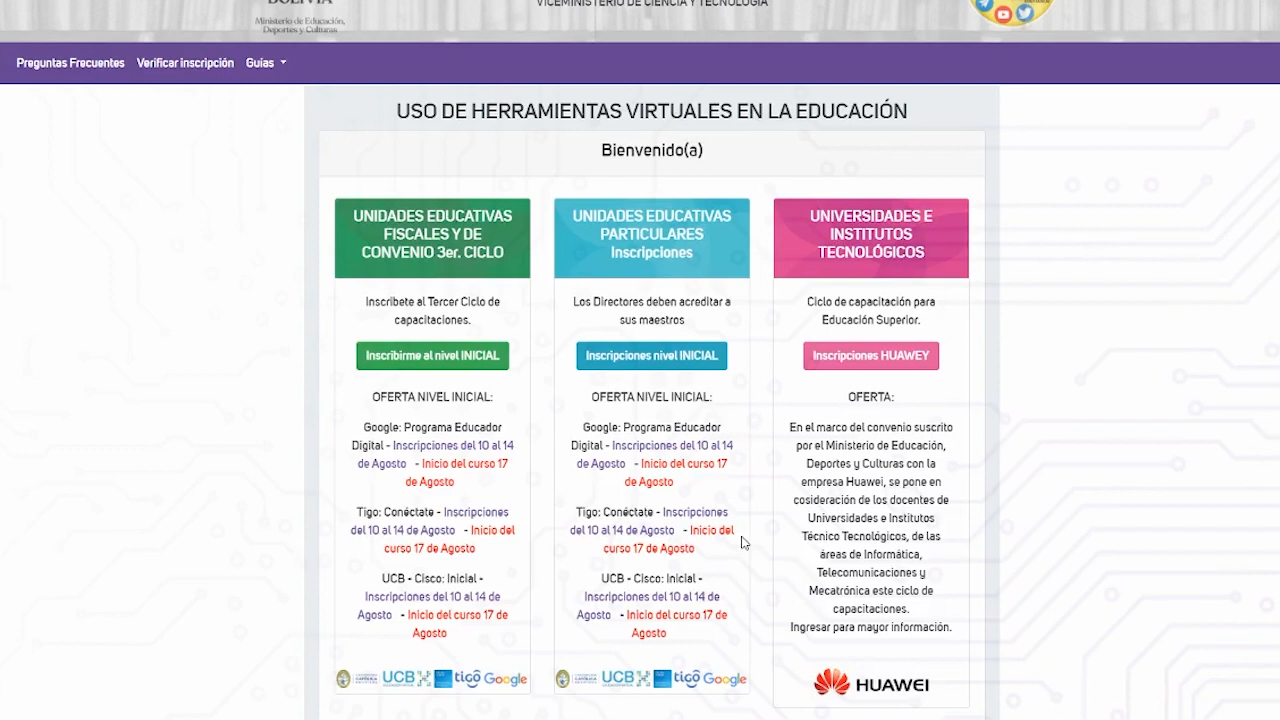 BOLIVIA
Ministerio de Educación,
Deportes y Culturas
VICEMINISTERIO DE CIENCIA Y TECNOLOGÍA
Preguntas Frecuentes
Verificar inscripción
Guías
USO DE HERRAMIENTAS VIRTUALES EN LA EDUCACIÓN
Bienvenido(a)
UNIDADES EDUCATIVAS
FISCALES Y DE
CONVENIO 3er. CICLO
Inscribete al Tercer Ciclo de
capacitaciones.
Inscribirme al nivel INICIAL
OFERTA NIVEL INICIAL:
Google: Programa Educador
Digital - Inscripciones del 10 al 14
de Agosto - Inicio del curso 17
de Agosto
Tigo: Conéctate - Inscripciones
del 10 al 14 de Agosto - Inicio del
curso 17 de Agosto
UCB - Cisco: Inicial -
Inscripciones del 10 al 14 de
Agosto - Inicio del curso 17 de
Agosto
UCB tigo Google
UNIDADES EDUCATIVAS
PARTICULARES
Inscripciones
Los Directores deben acreditar a
sus maestros
Inscripciones nivel INICIAL
OFERTA NIVEL INICIAL:
Google: Programa Educador
Digital - Inscripciones del 10 al 14
de Agosto - Inicio del curso 17
de Agosto
Tigo: Conéctate - Inscripciones
del 10 al 14 de Agosto - Inicio del
curso 17 de Agosto
UCB - Cisco: Inicial -
Inscripciones del 10 al 14 de
Agosto - Inicio del curso 17 de
Agosto
UCB tigo Google
UNIVERSIDADES E
INSTITUTOS
TECNOLÓGICOS
Ciclo de capacitación para
Educación Superior.
Inscripciones HUAWEY
OFERTA:
En el marco del convenio suscrito
por el Ministerio de Educación,
Deportes y Culturas con la
empresa Huawei, se pone en
cosideración de los docentes de
Universidades e Institutos
Técnico Tecnológicos, de las
áreas de Informática,
Telecomunicaciones y
Mecatrónica este ciclo de
capacitaciones.
Ingresar para mayor información.
HUAWEI